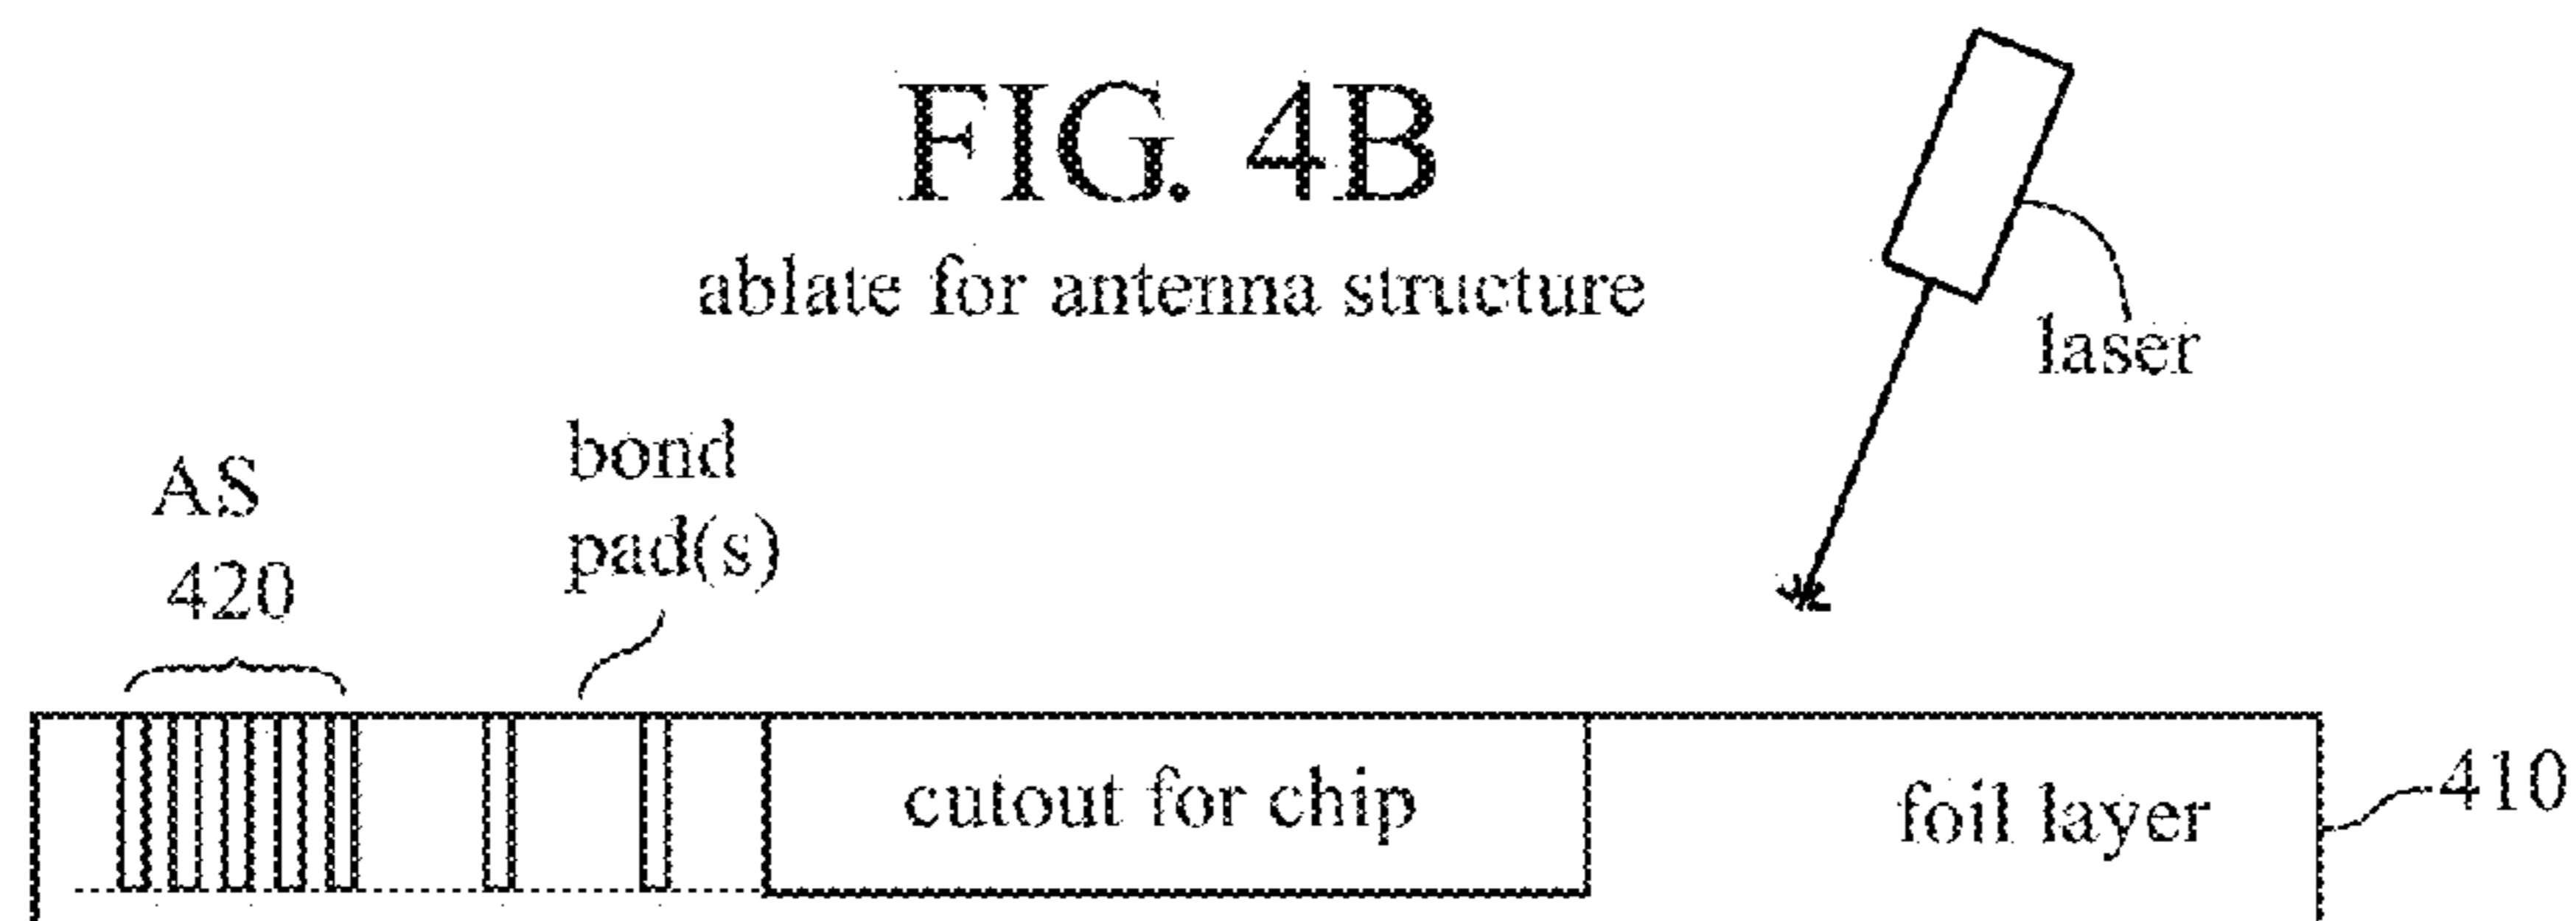 FIG. 4B
ablate for antenna structure
laser
AS
420
bond
pad(s)
cutout for chip
foil layer
410